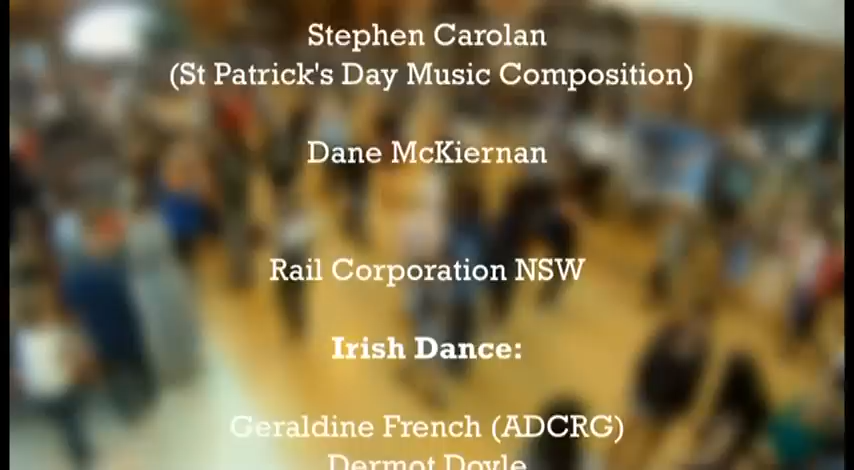 Stephen Carolan
(St Patrick's Day Music Composition)
Dane McKiernan
Rail Corporation NSW
Irish Dance:
Geraldine French (ADCRG)
Dermot Doyle